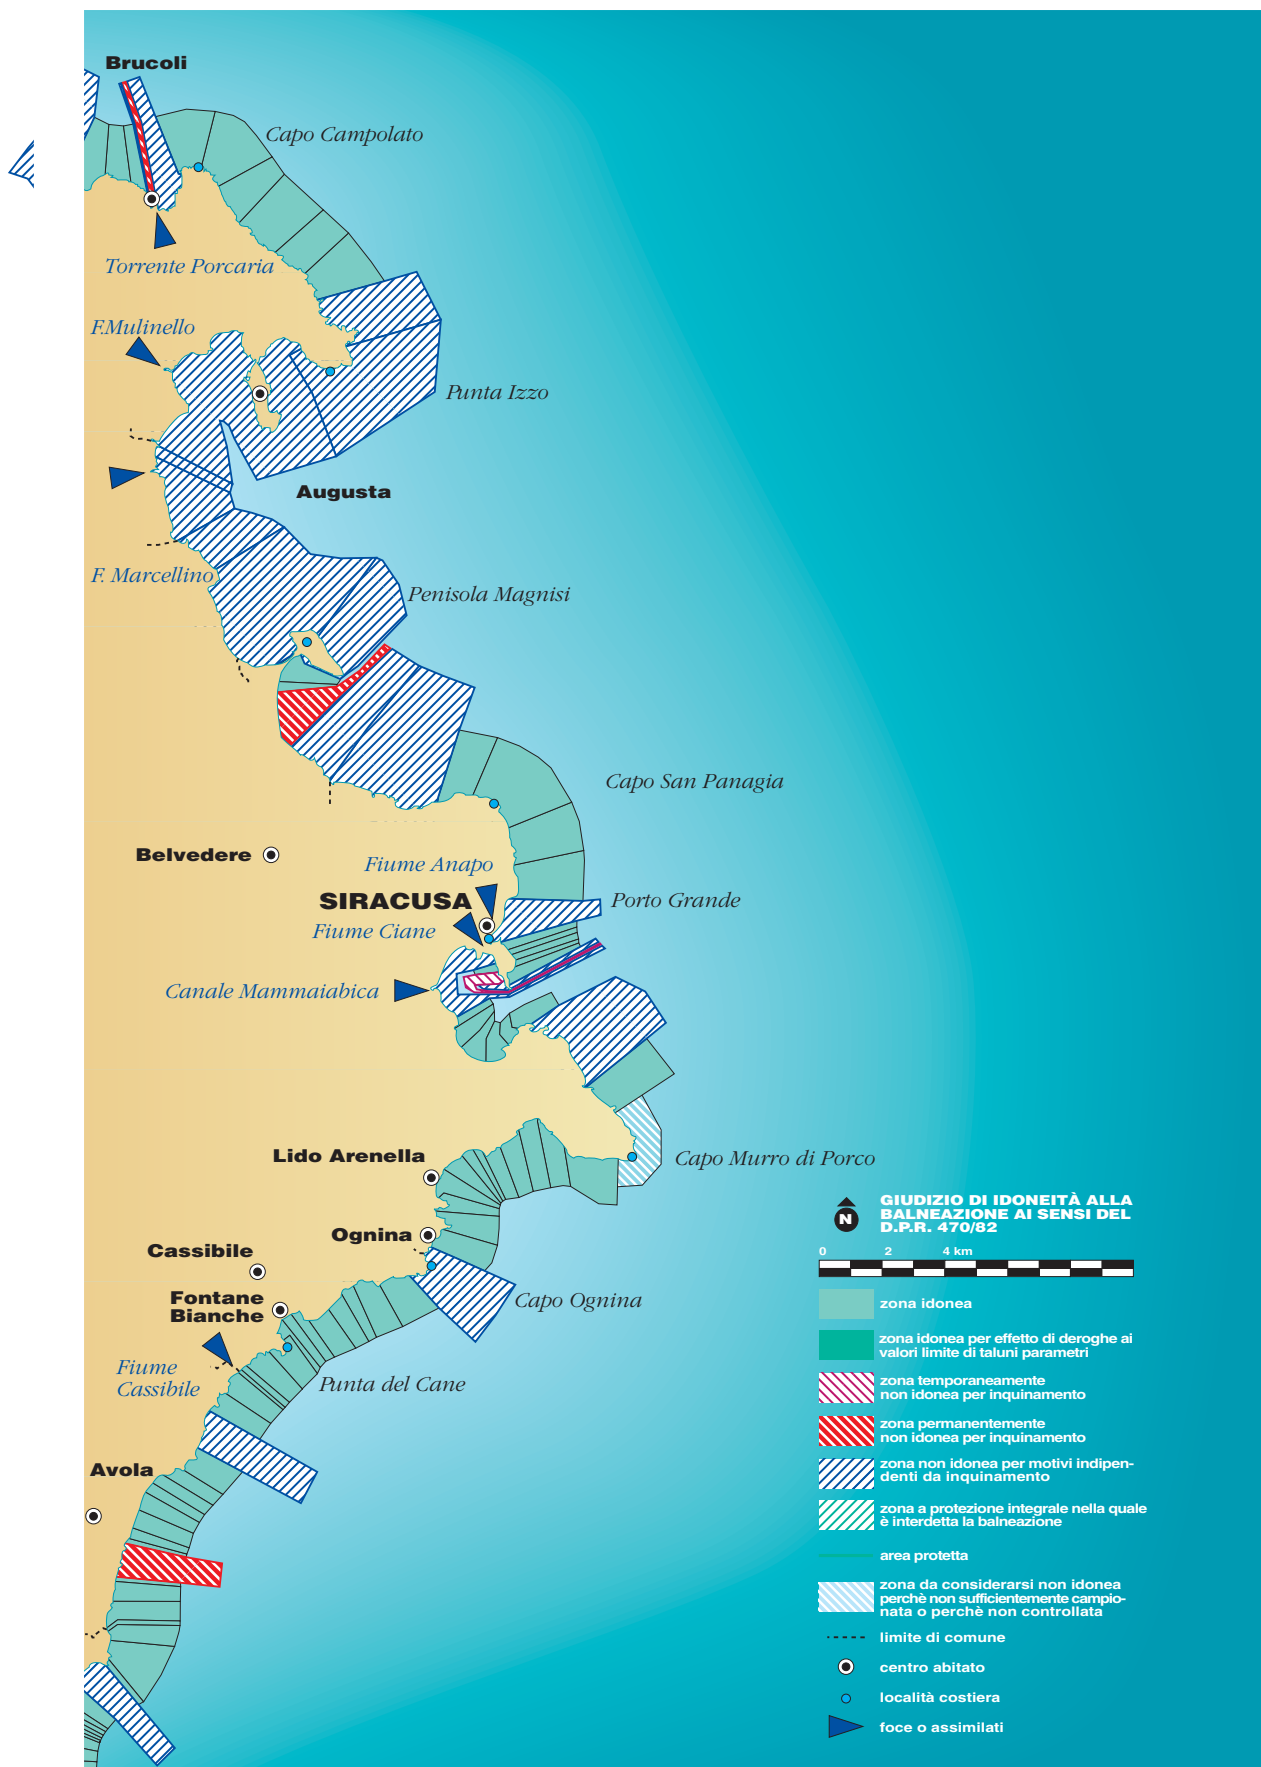 Brucoli
Capo Campolato
Torrente Porcaria
F.Mulinello
Punta Izzo
Augusta
F. Marcellino
Penisola Magnisi
Capo San Panagia
Belvedere
Fiume Anapo
SIRACUSA
Porto Grande
Fiume Ciane
Canale Mammaiabica
Lido Arenella
Capo Murro di Porco
Ognina
Cassibile
Fontane
Bianche
Capo Ognina
Fiume
Cassibile
Punta del Cane
Avola
N
GIUDIZIO DI IDONEITÀ ALLA
BALNEAZIONE AI SENSI DEL
D.P.R. 470/82
0 2 4 km
zona idonea
zona idonea per effetto di deroghe ai
valori limite di taluni parametri
zona temporaneamente
non idonea per inquinamento
zona permanentemente
non idonea per inquinamento
zona non idonea per motivi indipen-
denti da inquinamento
zona a protezione integrale nella quale
è interdetta la balneazione
area protetta
zona da considerarsi non idonea
perchè non sufficientemente campio-
nata o perchè non controllata
limite di comune
centro abitato
località costiera
foce o assimilati